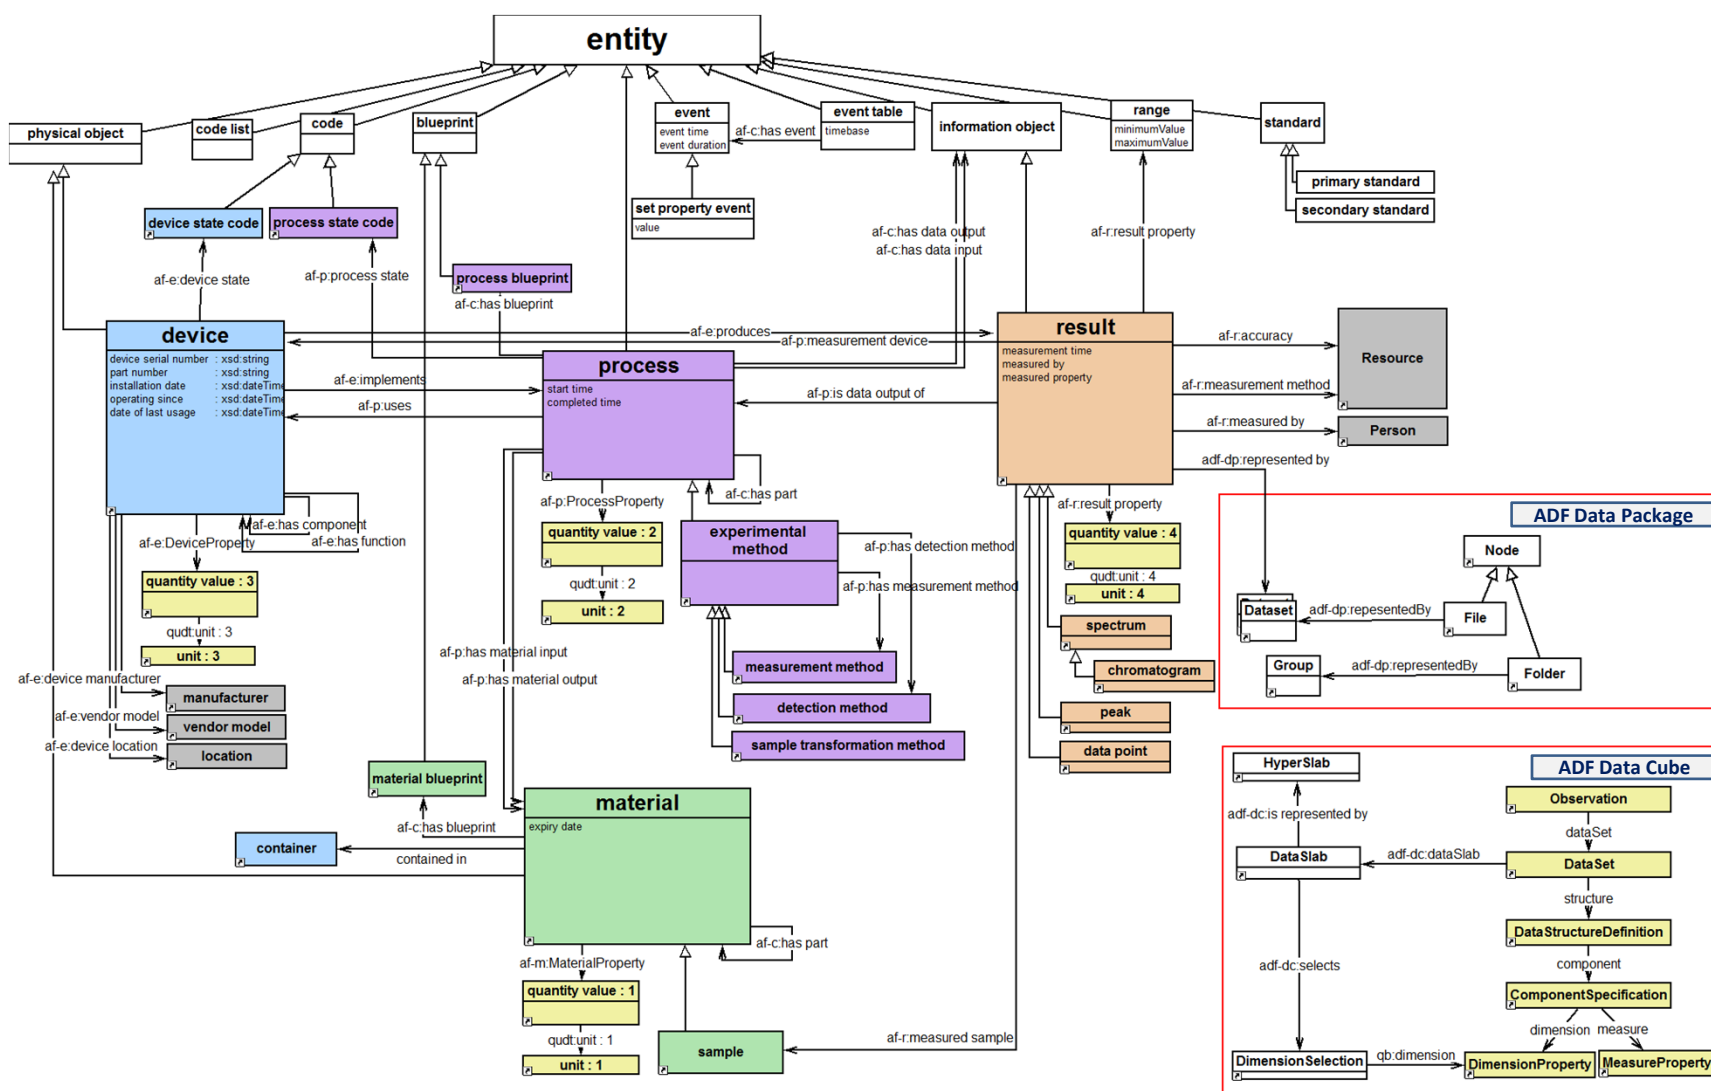 entity
physical object
code list
code
blueprint
event
event time
event duration
af-c:has event
event table
timebase
information object
range
minimumValue
maximumValue
standard
primary standard
secondary standard
device state code
process state code
set property event
value
af-c:has data output
af-c:has data input
af-r:result property
af-e:device state
af-p:process state
process blueprint
af-c:has blueprint
device
device serial number : xsd:string
part number : xsd:string
installation date : xsd:dateTime
operating since : xsd:dateTime
date of last usage : xsd:dateTime
af-e:produces
af-p:measurement device
af-e:implements
af-p:uses
process
start time
completed time
af-p:is data output of
result
measurement time
measured by
measured property
af-r:accuracy
af-r:measurement method
af-r:measured by
adf-dp:represented by
Resource
Person
af-e:has component
af-e:has function
af-e:DeviceProperty
quantity value : 3
qudt:unit : 3
unit : 3
af-e:device manufacturer
af-e:vendor model
af-e:device location
manufacturer
vendor model
location
af-p:ProcessProperty
quantity value : 2
qudt:unit : 2
unit : 2
af-c:has part
experimental
method
af-p:has detection method
af-p:has measurement method
measurement method
detection method
sample transformation method
af-p:has material input
af-p:has material output
af-r:result property
quantity value : 4
qudt:unit : 4
unit : 4
spectrum
chromatogram
peak
data point
ADF Data Package
Node
Dataset
adf-dp:repesentedBy
File
Group
adf-dp:representedBy
Folder
material blueprint
af-c:has blueprint
container
contained in
material
expiry date
af-c:has part
af-m:MaterialProperty
quantity value : 1
qudt:unit : 1
unit : 1
sample
af-r:measured sample
ADF Data Cube
HyperSlab
adf-dc:is represented by
DataSlab
adf-dc:dataSlab
adf-dc:selects
DimensionSelection
qb:dimension
Observation
dataSet
DataSet
structure
DataStructureDefinition
component
ComponentSpecification
dimension
measure
DimensionProperty
MeasureProperty